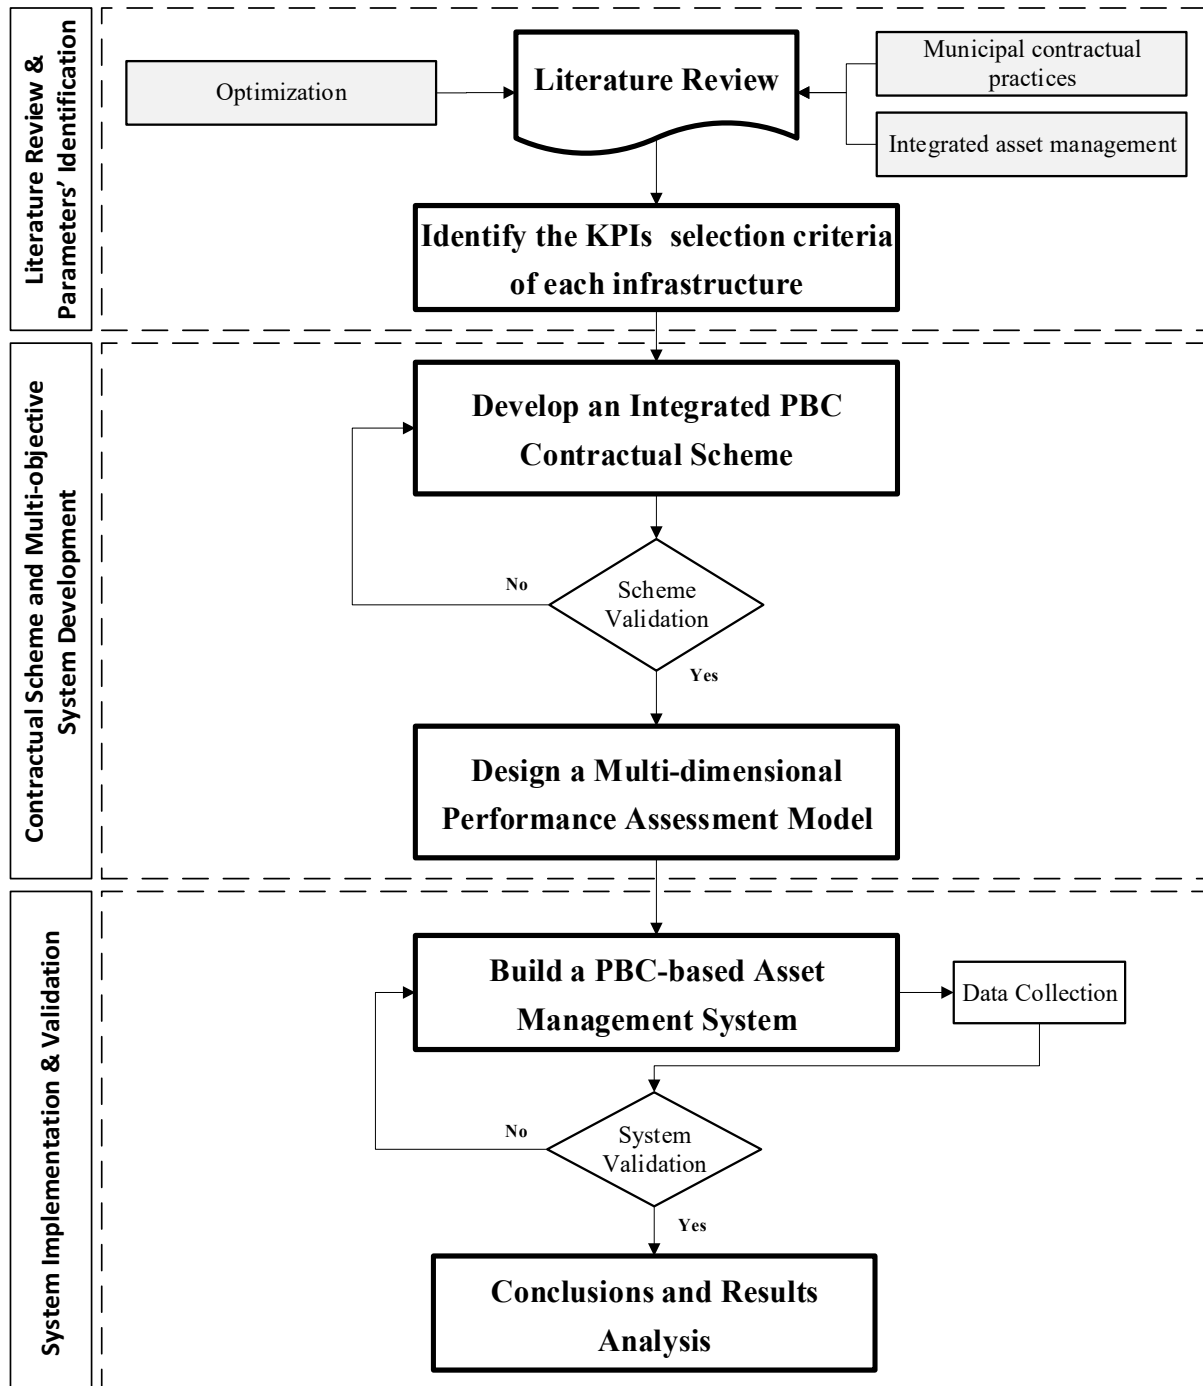 Literature Review &
Parameters' Identification
Optimization
Literature Review
Municipal contractual
practices
Integrated asset management
Identify the KPIs selection criteria
of each infrastructure
Contractual Scheme and Multi-objective
System Development
Develop an Integrated PBC
Contractual Scheme
No
Scheme
Validation
Yes
Design a Multi-dimensional
Performance Assessment Model
System Implementation & Validation
Build a PBC-based Asset
Management System
Data Collection
No
System
Validation
Yes
Conclusions and Results
Analysis